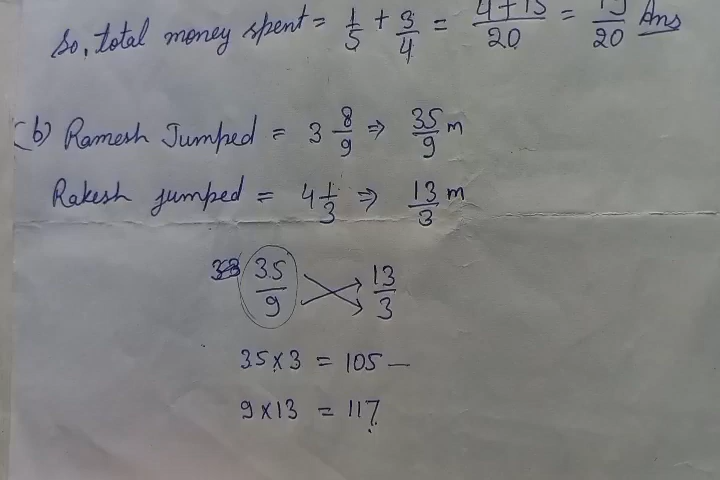 So, total money spent = 1/5 + 3/4 = 4+15/20 = 19/20 Ans
(b) Ramesh Jumped = 3 8/9 ⇒ 35/9 m
Rakesh jumped = 4 1/3 ⇒ 13/3 m
35/9 13/3
35×3 = 105 —
9×13 = 117